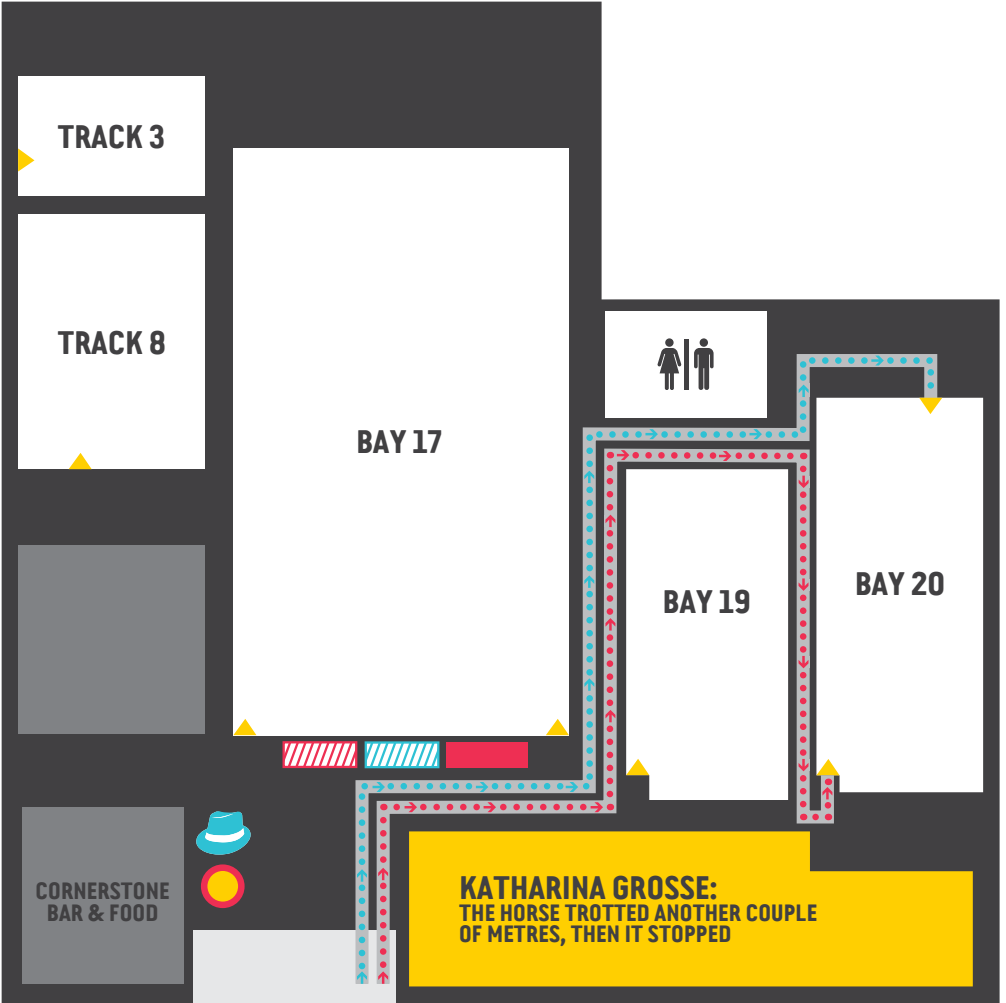 TRACK 3
TRACK 8
BAY 17
BAY 19
BAY 20
CORNERSTONE
BAR & FOOD
KATHARINA GROSSE:
THE HORSE TROTTED ANOTHER COUPLE
OF METRES, THEN IT STOPPED